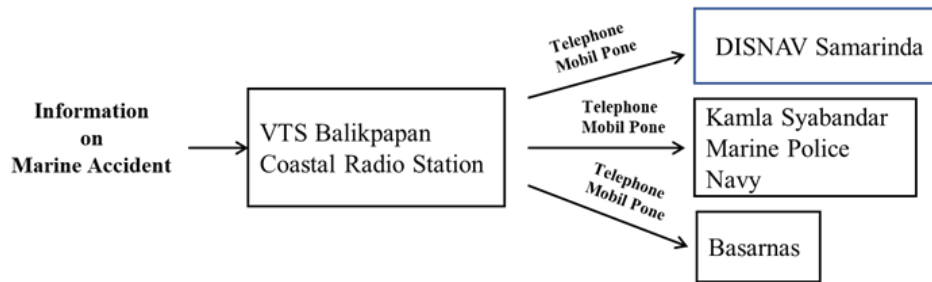 Information
on
Marine Accident
VTS Balikpapan
Coastal Radio Station
Telephone
Mobil Pone
DISNAV Samarinda
Telephone
Mobil Pone
Kamla Syabandar
Marine Police
Navy
Telephone
Mobil Pone
Basarnas